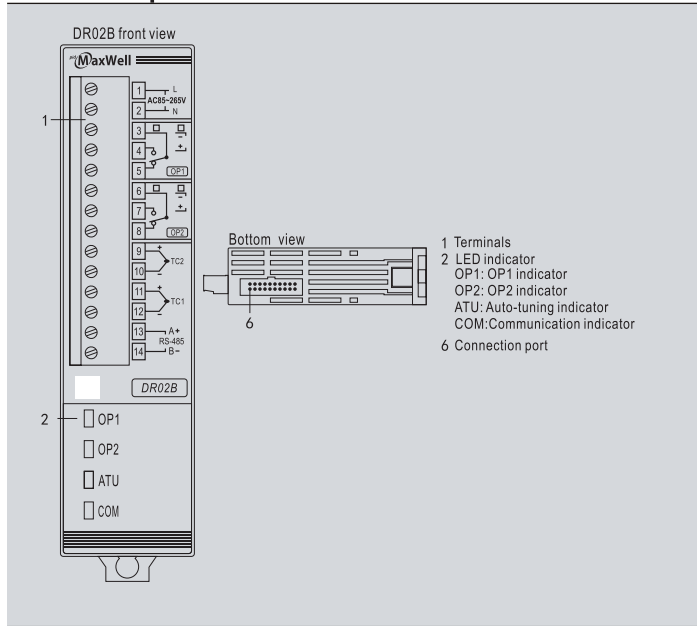 DR02B front view
MaxWell
1 L
AC85~265V
2 N
1
3
4
5 OP1
6
7
8 OP2
9 +
TC2
10 −
11 +
TC1
12 −
13 A+
RS-485
14 B−
DR02B
2 OP1
OP2
ATU
COM
Bottom view
6
1 Terminals
2 LED indicator
OP1: OP1 indicator
OP2: OP2 indicator
ATU: Auto-tuning indicator
COM:Communication indicator
6 Connection port